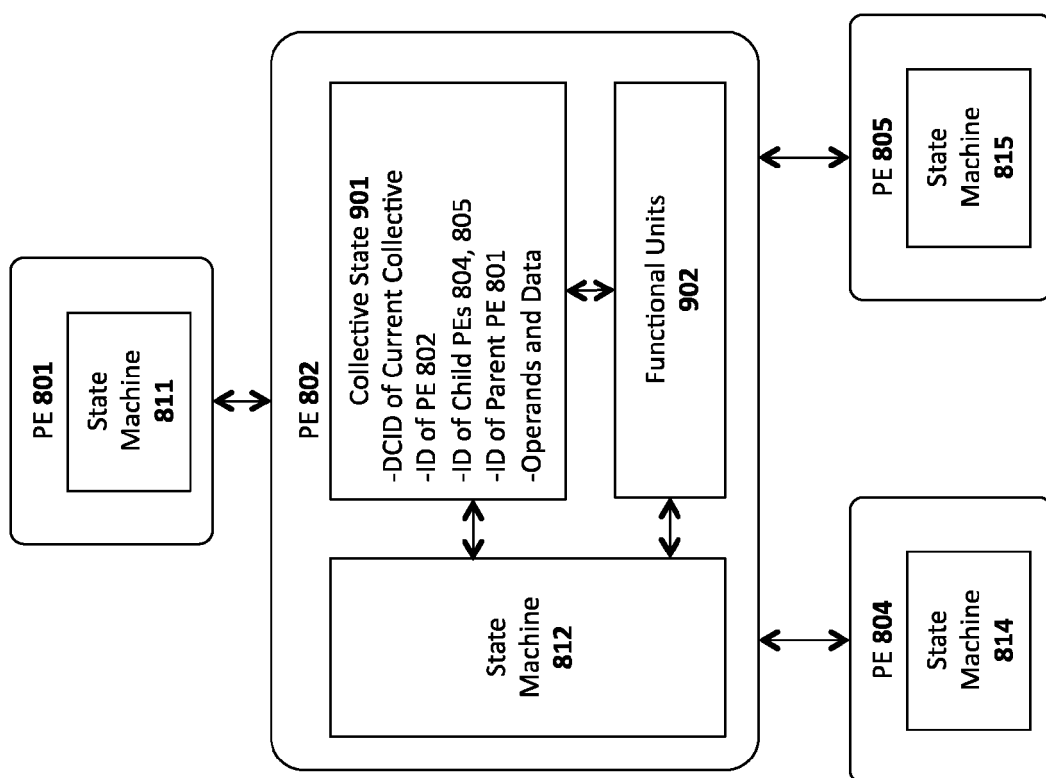 PE 801
State
Machine
811
PE 802
State
Machine
812
Collective State 901
-DCID of Current Collective
-ID of PE 802
-ID of Child PEs 804, 805
-ID of Parent PE 801
-Operands and Data
Functional Units
902
PE 804
State
Machine
814
PE 805
State
Machine
815